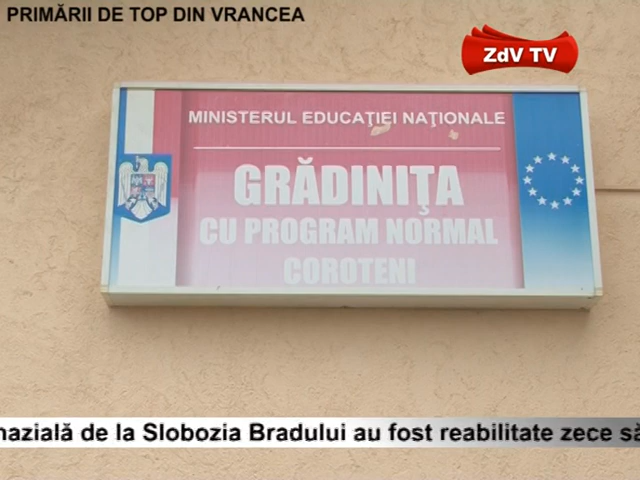 PRIMĂRII DE TOP DIN VRANCEA
ZdV TV
MINISTERUL EDUCAŢIEI NAŢIONALE
GRĂDINIŢA
CU PROGRAM NORMAL
COROTENI
nazială de la Slobozia Bradului au fost reabilitate zece să